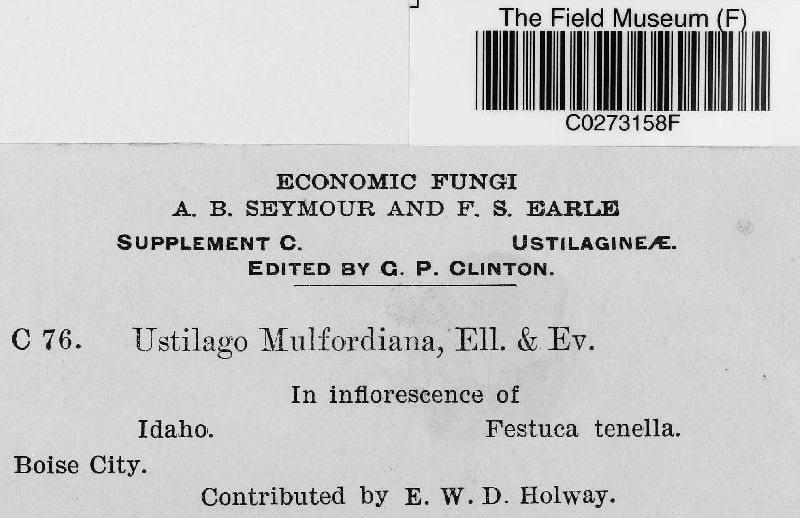 The Field Museum (F)
C0273158F
ECONOMIC FUNGI
A. B. SEYMOUR AND F. S. EARLE
SUPPLEMENT C. USTILAGINEÆ.
EDITED BY G. P. CLINTON.
C 76. Ustilago Mulfordiana, Ell. & Ev.
In inflorescence of
Idaho. Festuca tenella.
Boise City.
Contributed by E. W. D. Holway.